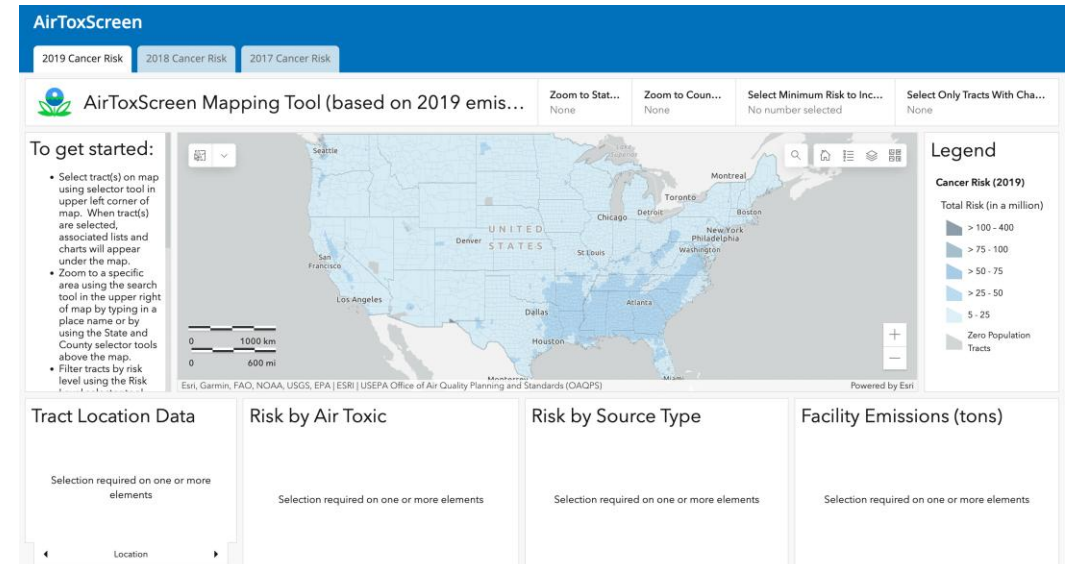 AirToxScreen
2019 Cancer Risk
2018 Cancer Risk
2017 Cancer Risk
AirToxScreen Mapping Tool (based on 2019 emis...
Zoom to Stat...
None
Zoom to Coun...
None
Select Minimum Risk to Inc...
No number selected
Select Only Tracts With Cha...
None
To get started:
• Select tract(s) on map
using selector tool in
upper left corner of
map. When tract(s)
are selected,
associated lists and
charts will appear
under the map.
• Zoom to a specific
area using the search
tool in the upper right
of map by typing in a
place name or by
using the State and
County selector tools
above the map.
• Filter tracts by risk
level using the Risk
Seattle
Montreal
Toronto
Detroit
Boston
Chicago
New York
Philadelphia
UNITED
STATES
Denver
St Louis
Washington
San
Francisco
Los Angeles
Atlanta
Dallas
Houston
Monterrey
Miami
0 1000 km
0 600 mi
+
−
Esri, Garmin, FAO, NOAA, USGS, EPA | ESRI | USEPA Office of Air Quality Planning and Standards (OAQPS)
Powered by Esri
Legend
Cancer Risk (2019)
Total Risk (in a million)
> 100 - 400
> 75 - 100
> 50 - 75
> 25 - 50
5 - 25
Zero Population
Tracts
Tract Location Data
Selection required on one or more
elements
Location
Risk by Air Toxic
Selection required on one or more elements
Risk by Source Type
Selection required on one or more elements
Facility Emissions (tons)
Selection required on one or more elements